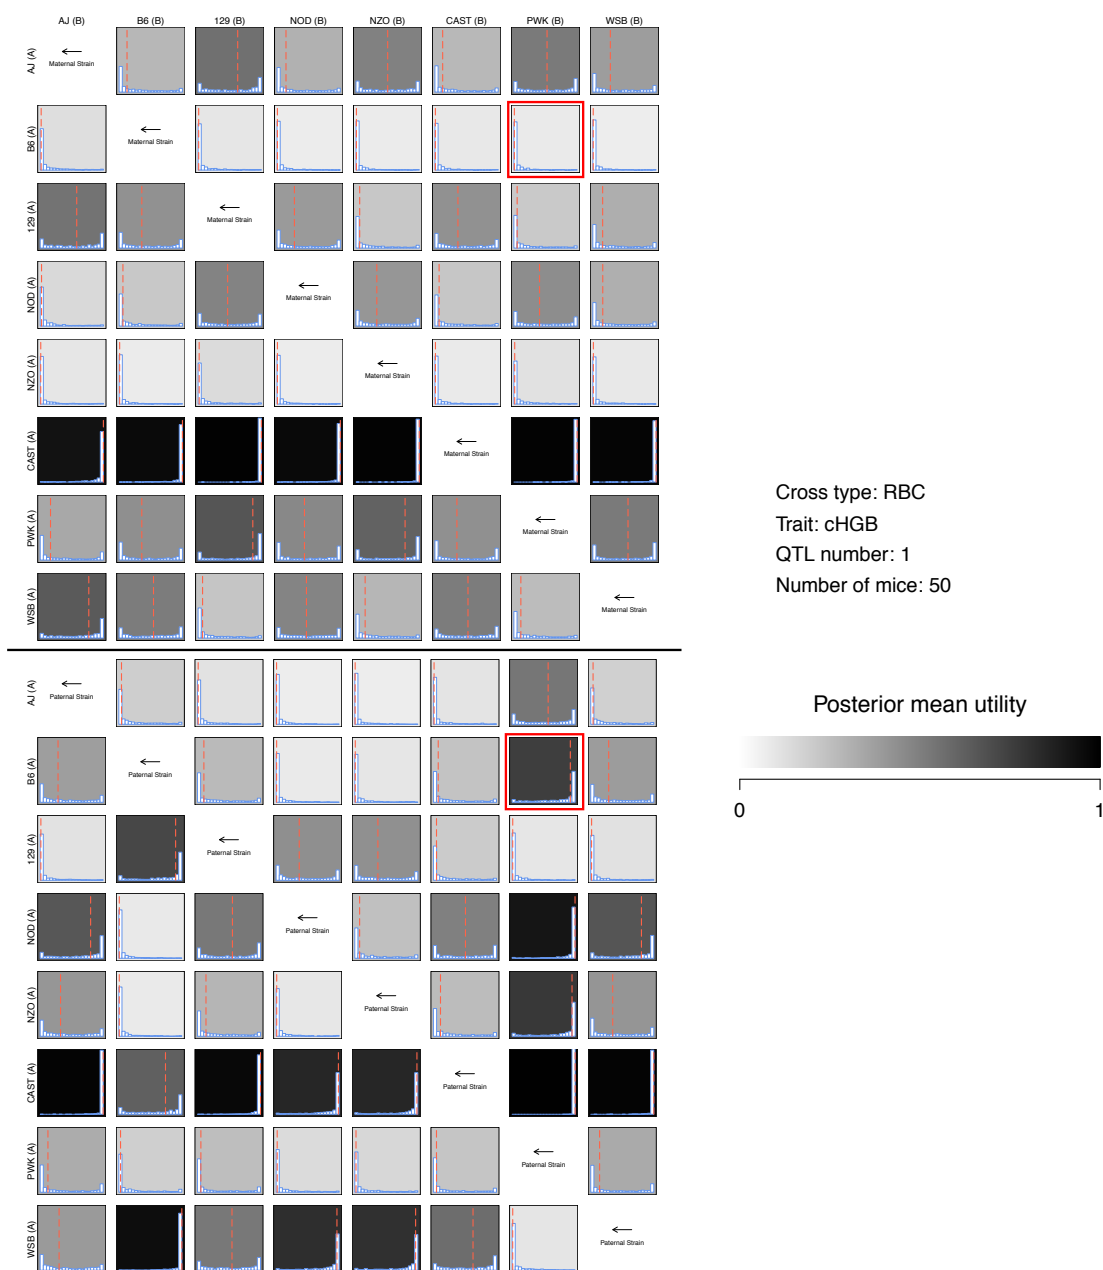 AJ (B) B6 (B) 129 (B) NOD (B) NZO (B) CAST (B) PWK (B) WSB (B)
AJ (A)
Maternal Strain
B6 (A)
Maternal Strain
129 (A)
Maternal Strain
NOD (A)
Maternal Strain
NZO (A)
Maternal Strain
CAST (A)
Maternal Strain
PWK (A)
Maternal Strain
WSB (A)
Maternal Strain
AJ (A)
Paternal Strain
B6 (A)
Paternal Strain
129 (A)
Paternal Strain
NOD (A)
Paternal Strain
NZO (A)
Paternal Strain
CAST (A)
Paternal Strain
PWK (A)
Paternal Strain
WSB (A)
Paternal Strain
Cross type: RBC
Trait: cHGB
QTL number: 1
Number of mice: 50
Posterior mean utility
0 1